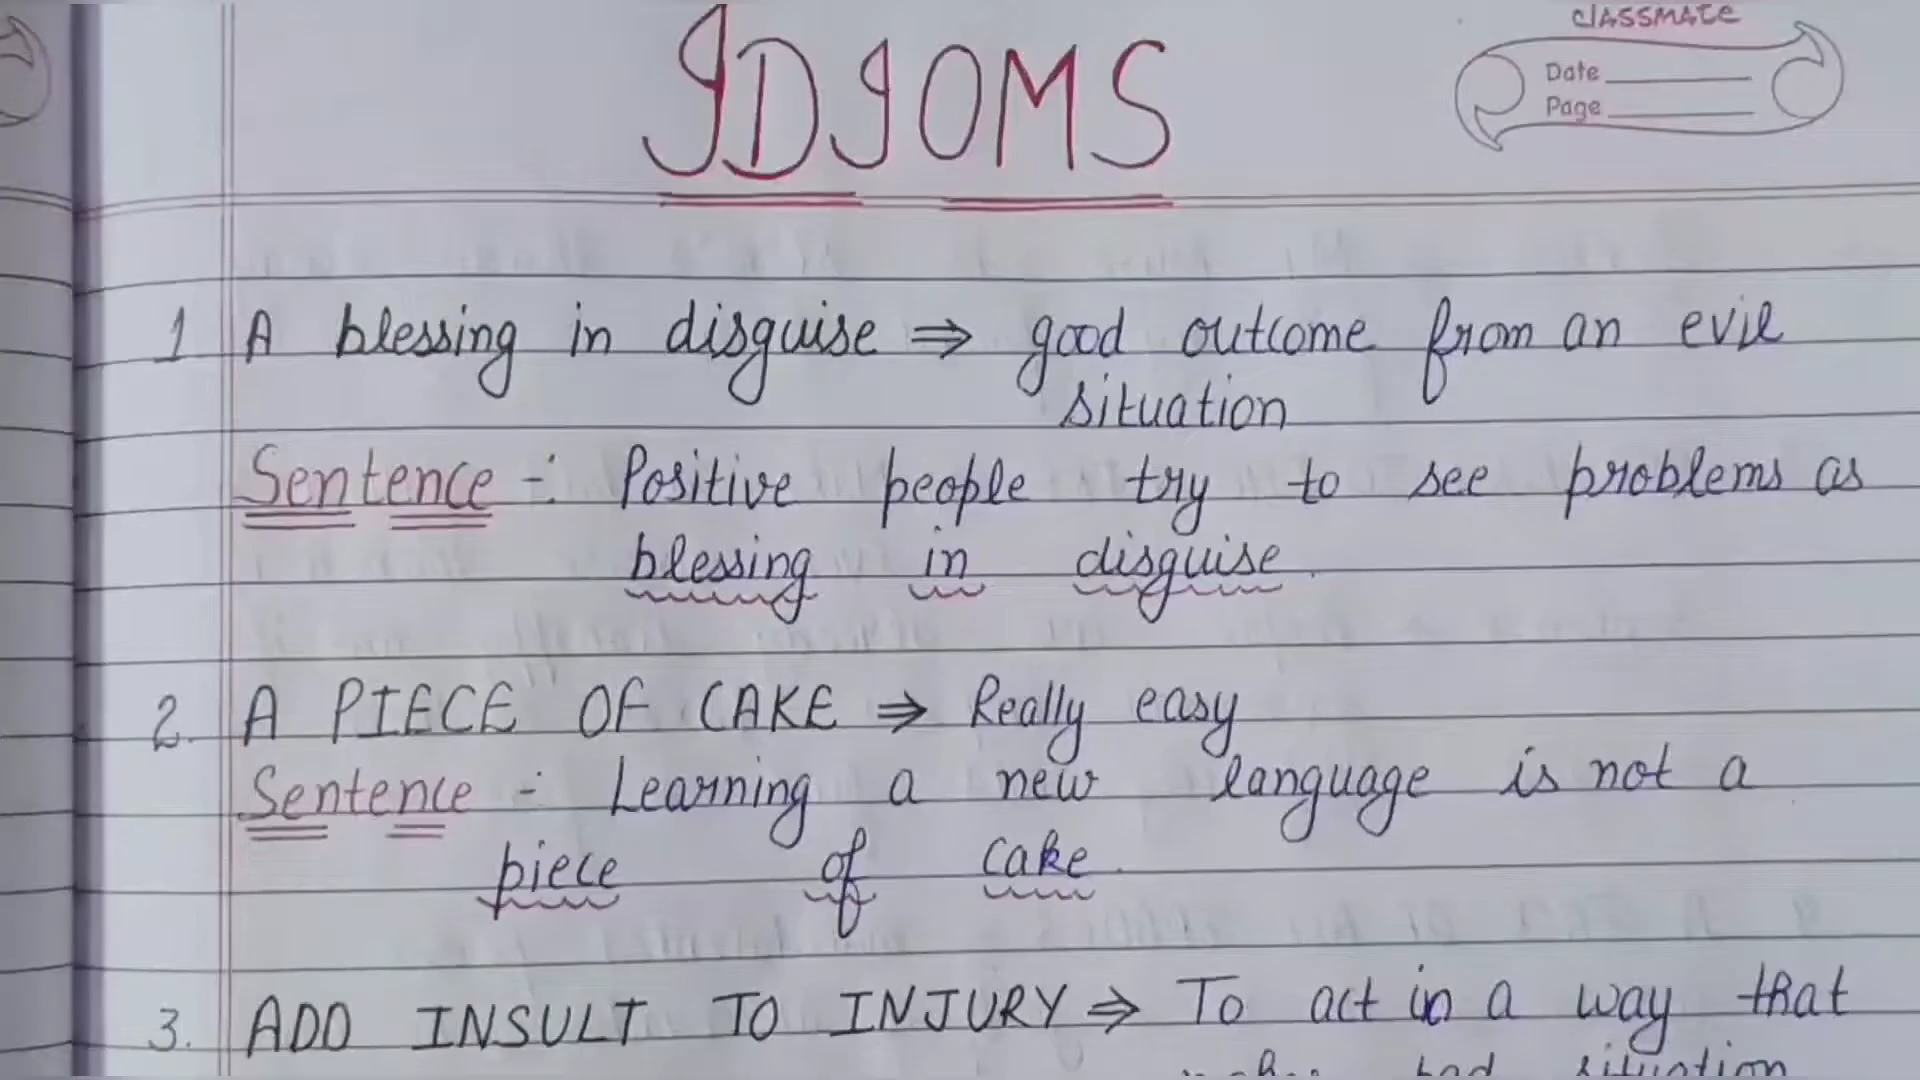 classmate
Date
Page
IDIOMS
1 A blessing in disguise ⇒ good outcome from an evil
situation
Sentence -: Positive people try to see problems as
blessing in disguise.
2. A PIECE OF CAKE ⇒ Really easy
Sentence -: Learning a new language is not a
piece of cake.
3. ADD INSULT TO INJURY ⇒ To act in a way that
bad situation